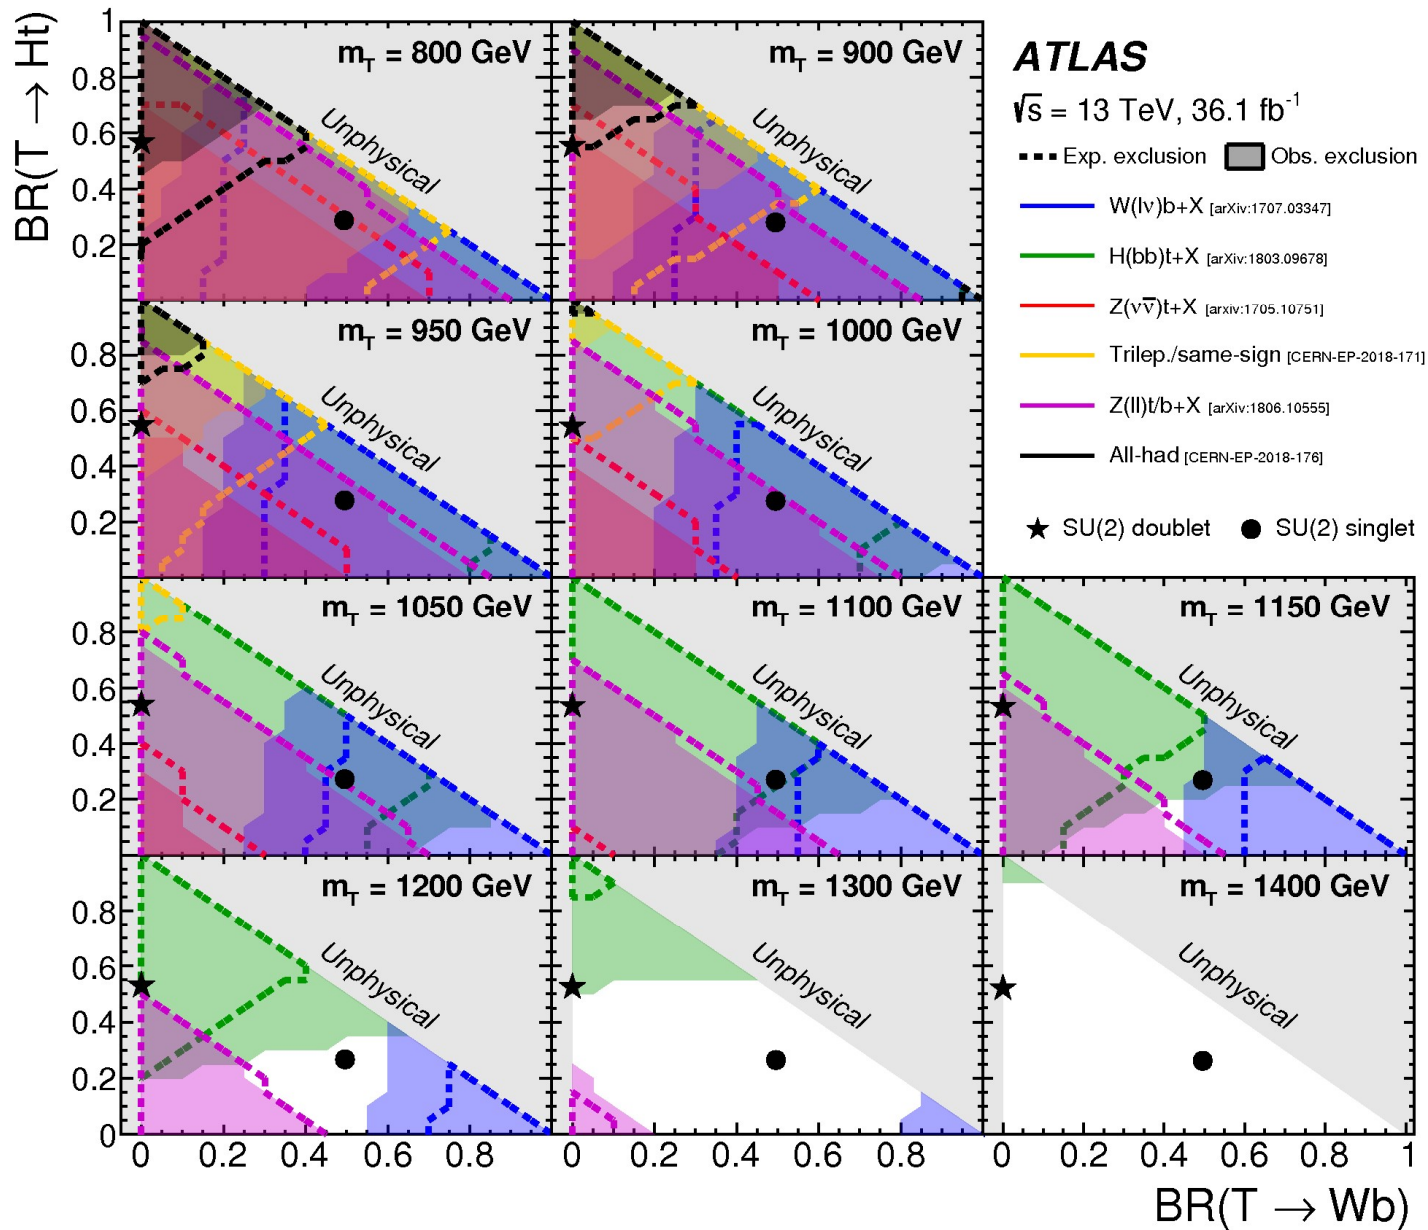 BR(T → Ht)
1
0.8
0.6
0.4
0.2
m_T = 800 GeV
Unphysical
m_T = 900 GeV
Unphysical
ATLAS
√s = 13 TeV, 36.1 fb⁻¹
Exp. exclusion Obs. exclusion
W(lν)b+X [arXiv:1707.03347]
H(bb)t+X [arXiv:1803.09678]
Z(νν̅)t+X [arxiv:1705.10751]
Trilep./same-sign [CERN-EP-2018-171]
Z(ll)t/b+X [arXiv:1806.10555]
All-had [CERN-EP-2018-176]
SU(2) doublet SU(2) singlet
0.8
0.6
0.4
0.2
m_T = 950 GeV
Unphysical
m_T = 1000 GeV
Unphysical
0.8
0.6
0.4
0.2
m_T = 1050 GeV
Unphysical
m_T = 1100 GeV
Unphysical
m_T = 1150 GeV
Unphysical
0.8
0.6
0.4
0.2
0
m_T = 1200 GeV
Unphysical
m_T = 1300 GeV
Unphysical
m_T = 1400 GeV
Unphysical
0 0.2 0.4 0.6 0.8 0 0.2 0.4 0.6 0.8 0 0.2 0.4 0.6 0.8 1
BR(T → Wb)